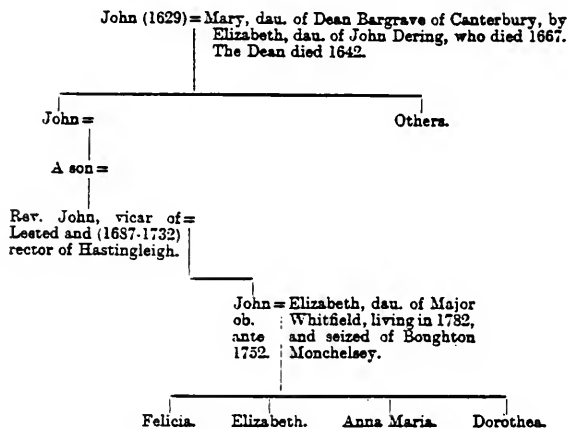 John (1629) = Mary, dau. of Dean Bargrave of Canterbury, by
Elizabeth, dau. of John Dering, who died 1667.
The Dean died 1642.
John =
Others.
A son =
Rev. John, vicar of =
Leeted and (1687-1732)
rector of Hastingleigh.
John = Elizabeth, dau. of Major
ob. Whitfield, living in 1782,
ante and seized of Boughton
1752. Monchelsey.
Felicia. Elizabeth. Anna Maria. Dorothea.